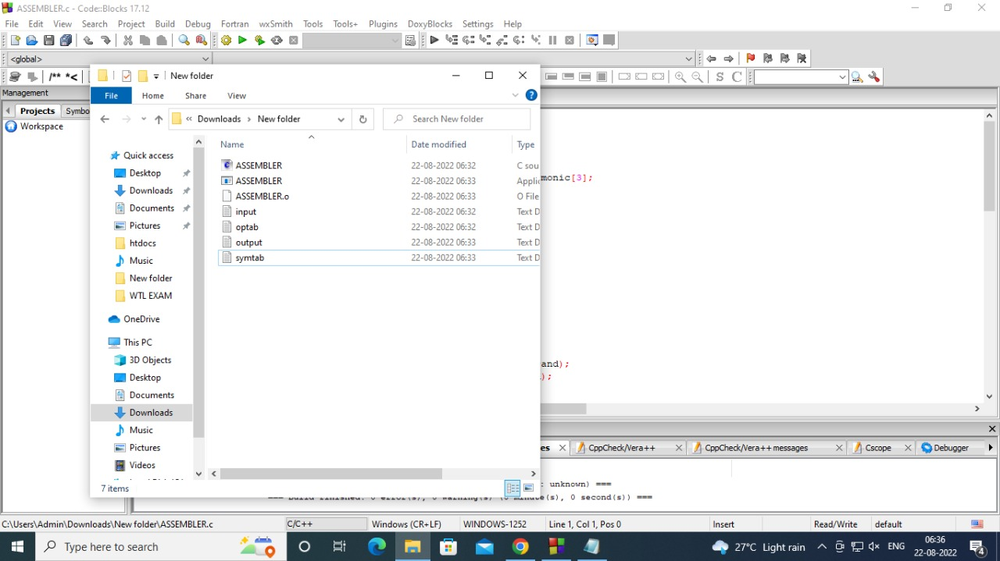 ASSEMBLER.c - Code::Blocks 17.12
File Edit View Search Project Build Debug Fortran wxSmith Tools Tools+ Plugins DoxyBlocks Settings Help
<global>
/** *<
S C
Management
Projects Symbo
Workspace
New folder
File Home Share View
« Downloads › New folder
Search New folder
Name Date modified Type
ASSEMBLER 22-08-2022 06:32 C sou
ASSEMBLER 22-08-2022 06:33 Applic
ASSEMBLER.o 22-08-2022 06:33 O File
input 22-08-2022 06:32 Text D
optab 22-08-2022 06:32 Text D
output 22-08-2022 06:33 Text D
symtab 22-08-2022 06:33 Text D
Quick access
Desktop
Downloads
Documents
Pictures
htdocs
Music
New folder
WTL EXAM
OneDrive
This PC
3D Objects
Desktop
Documents
Downloads
Music
Pictures
Videos
7 items
monic[3];
and);
);
es CppCheck/Vera++ CppCheck/Vera++ messages Cscope Debugger
: unknown) ===
=== Build finished: 0 error(s), 0 warning(s) (0 minute(s), 0 second(s)) ===
C:\Users\Admin\Downloads\New folder\ASSEMBLER.c C/C++ Windows (CR+LF) WINDOWS-1252 Line 1, Col 1, Pos 0 Insert Read/Write default
Type here to search
27°C Light rain
ENG
06:36
22-08-2022
4